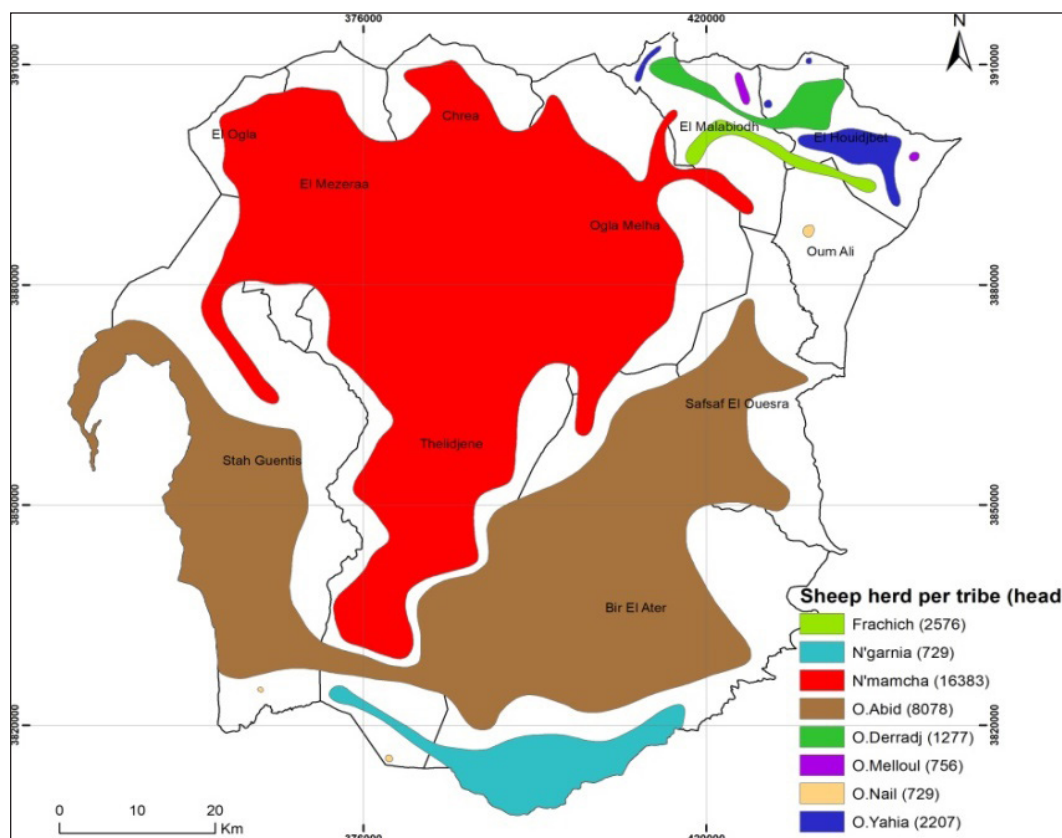 376000
420000
N
3910000
3910000
Chrea
El Ogla
El Malabiodh
El Houidjbet
El Mezeraa
Ogla Melha
Oum Ali
3880000
3880000
Safsaf El Ouesra
Thelidjene
Stah Guentis
3850000
3850000
Bir El Ater
Sheep herd per tribe (head
Frachich (2576)
N'garnia (729)
N'mamcha (16383)
O.Abid (8078)
O.Derradj (1277)
O.Melloul (756)
O.Nail (729)
O.Yahia (2207)
3820000
3820000
0 10 20
Km
376000
420000